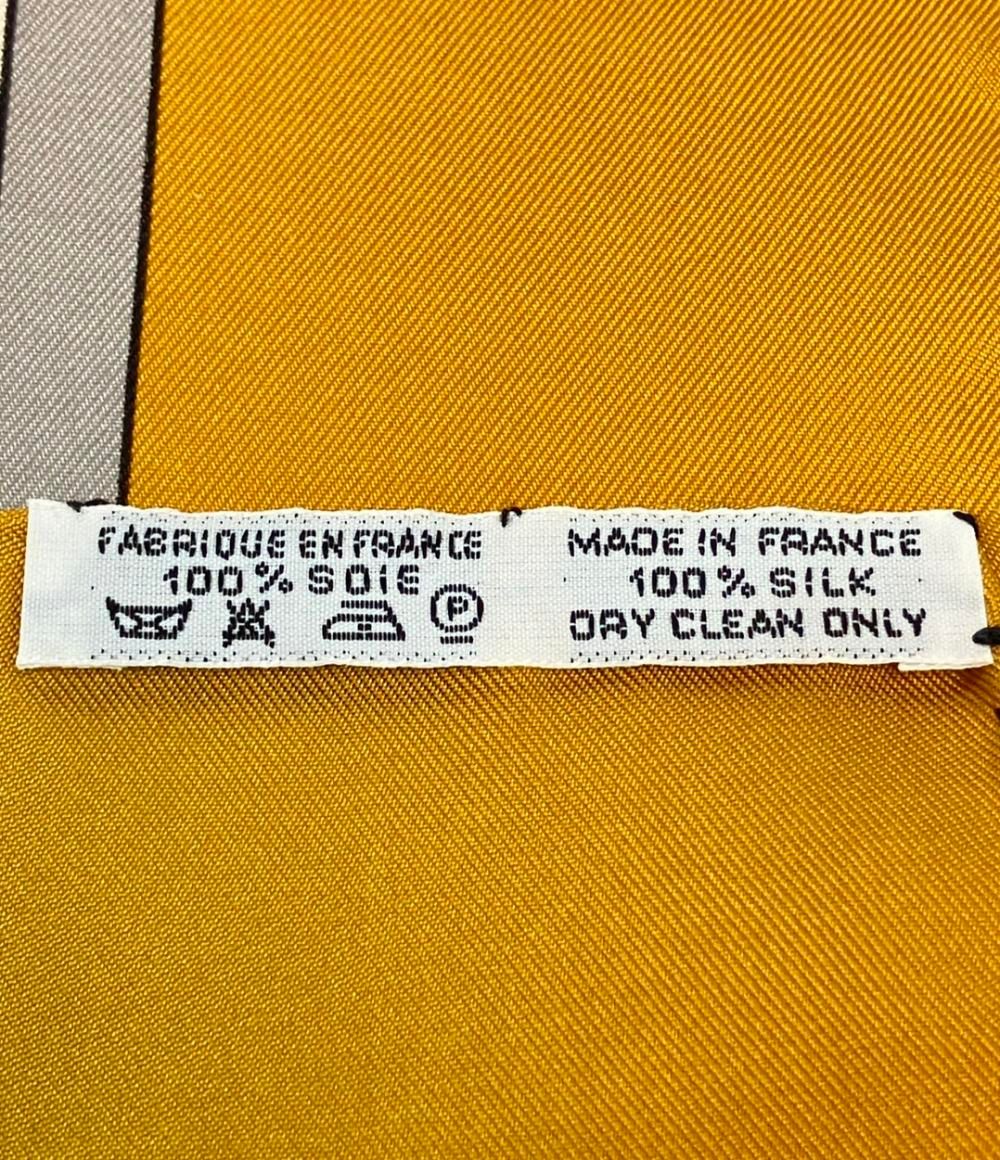 FABRIQUE EN FRANCE
100% SOIE
P
MADE IN FRANCE
100% SILK
DRY CLEAN ONLY